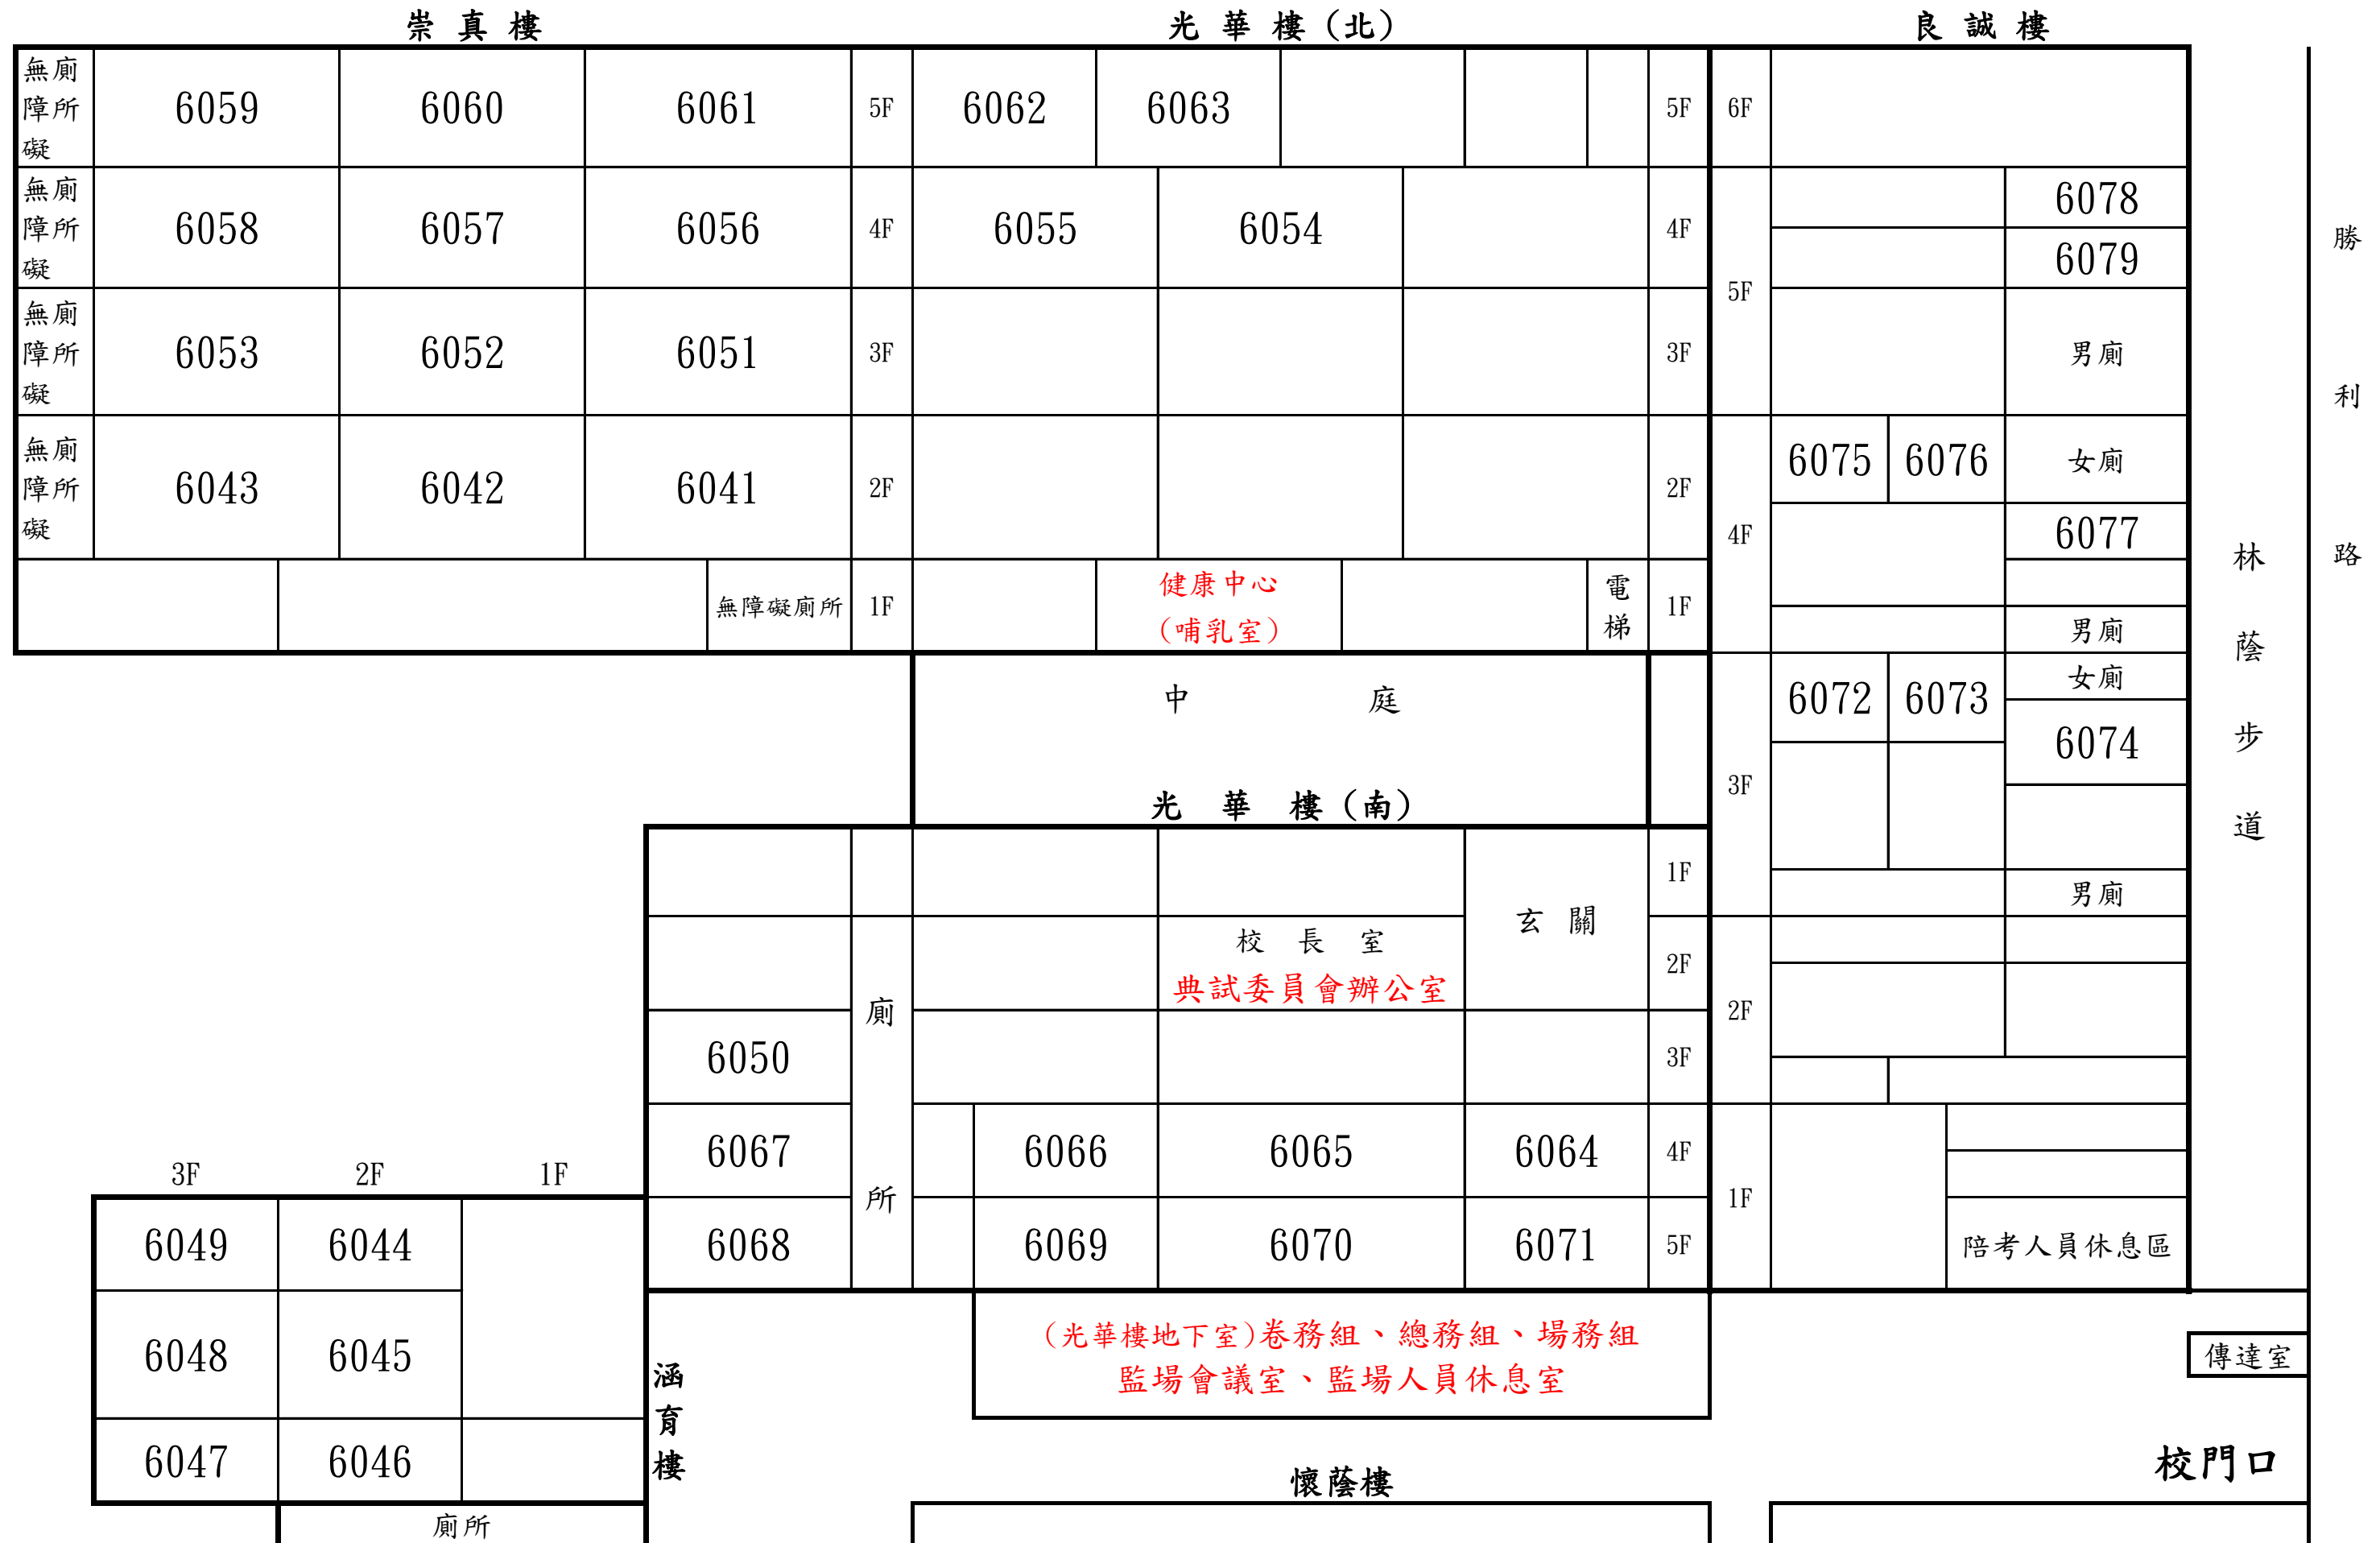 崇真樓 光華樓(北) 良誠樓
無廁障所礙 6059 6060 6061 5F 6062 6063 5F 6F
無廁障所礙 6058 6057 6056 4F 6055 6054 4F
6078
6079
5F
無廁障所礙 6053 6052 6051 3F 3F 男廁
無廁障所礙 6043 6042 6041 2F 2F
6075 6076 女廁
4F 6077
無障礙廁所 1F 健康中心 電梯 1F
(哺乳室)
男廁
中庭
6072 6073 女廁
6074
3F
光華樓(南)
1F
男廁
玄關
校長室
典試委員會辦公室
2F
2F
廁所
6050 3F
6067 6066 6065 6064 4F
1F
6068 6069 6070 6071 5F 陪考人員休息區
3F 2F 1F
6049 6044
6048 6045
6047 6046
廁所
涵育樓
(光華樓地下室)卷務組、總務組、場務組
監場會議室、監場人員休息室
懷蔭樓
林蔭步道
勝利路
傳達室
校門口